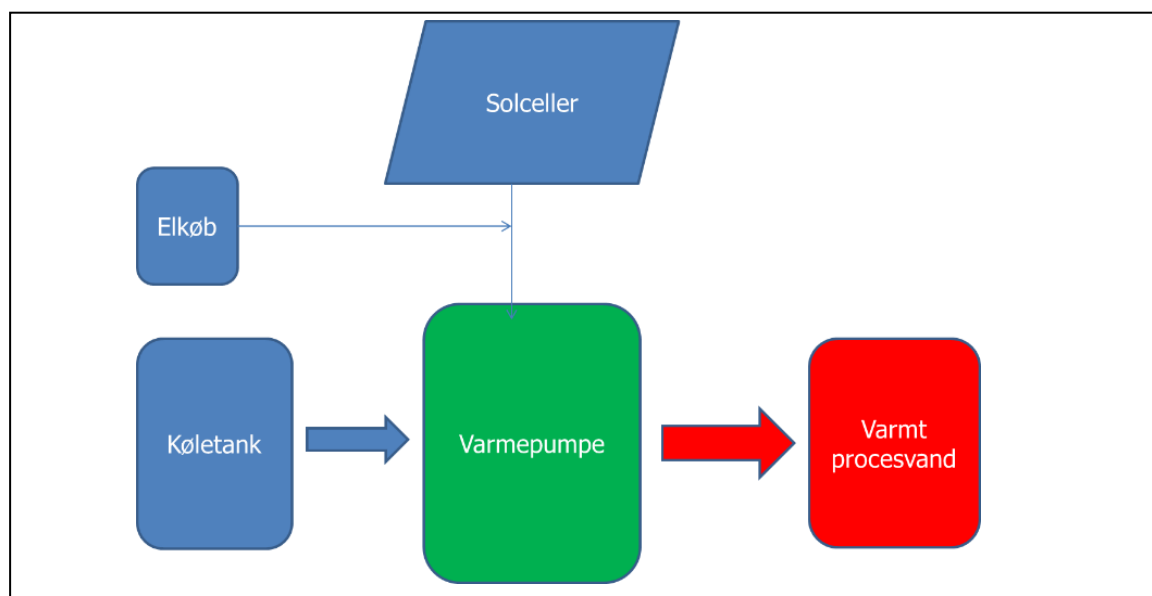 Solceller
Elkøb
Køletank
Varmepumpe
Varmt
procesvand